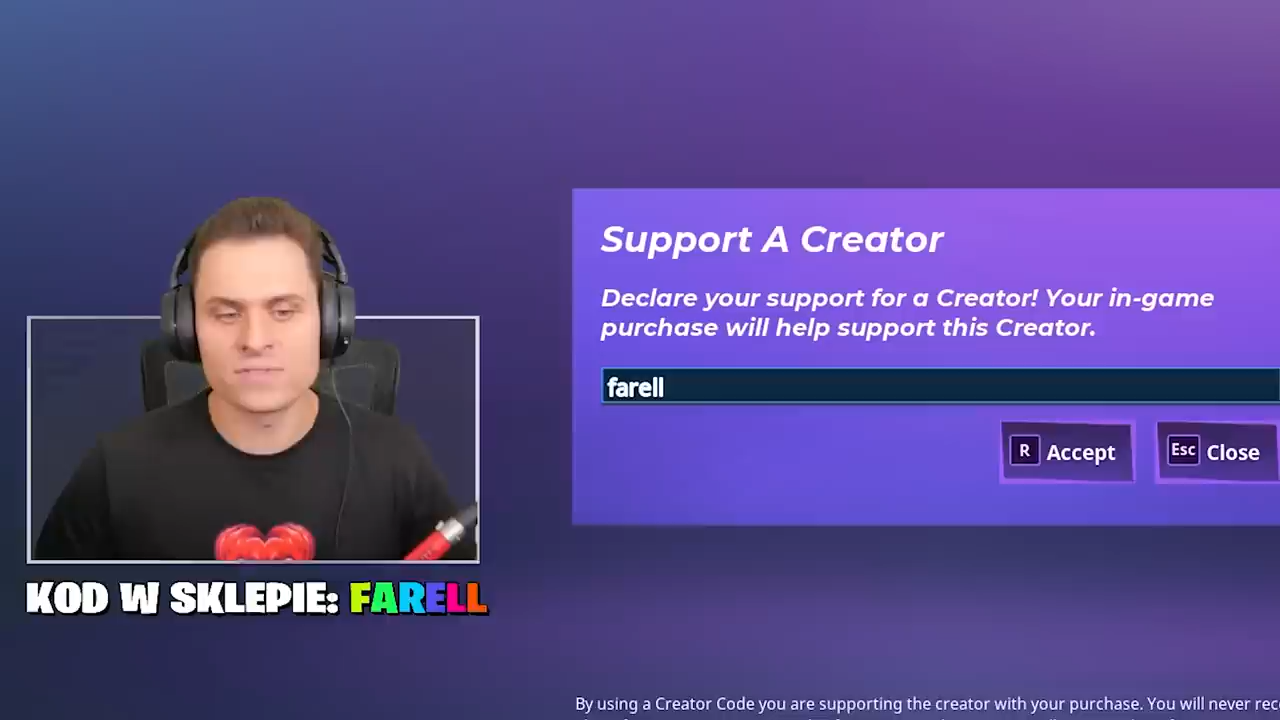 Support A Creator
Declare your support for a Creator! Your in-game
purchase will help support this Creator.
farell
R Accept
Esc Close
KOD W SKLEPIE: FARELL
By using a Creator Code you are supporting the creator with your purchase. You will never